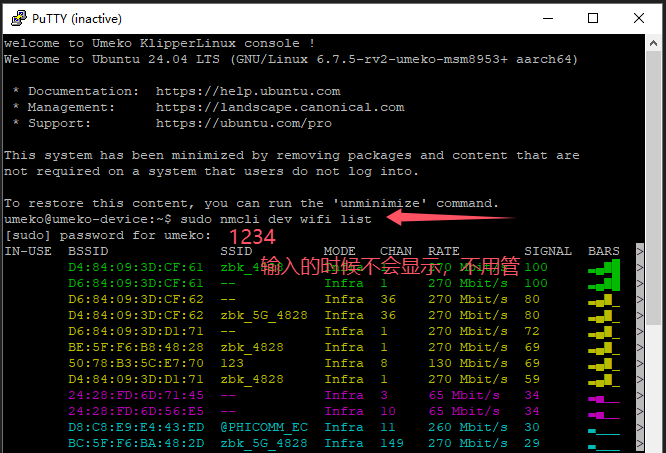 PuTTY (inactive)
welcome to Umeko KlipperLinux console !
Welcome to Ubuntu 24.04 LTS (GNU/Linux 6.7.5-rv2-umeko-msm8953+ aarch64)
* Documentation:  https://help.ubuntu.com
* Management:     https://landscape.canonical.com
* Support:        https://ubuntu.com/pro
This system has been minimized by removing packages and content that are
not required on a system that users do not log into.
To restore this content, you can run the 'unminimize' command.
umeko@umeko-device:~$ sudo nmcli dev wifi list
[sudo] password for umeko: 1234
IN-USE  BSSID              SSID         MODE   CHAN  RATE        SIGNAL  BARS  >
D4:84:09:3D:CF:61  zbk_4828     Infra  1     270 Mbit/s  100     ▂▄▆█  >
输入的时候不会显示，不用管
D6:84:09:3D:CF:61  --           Infra  1     270 Mbit/s  100     ▂▄▆█  >
D6:84:09:3D:CF:62  --           Infra  36    270 Mbit/s  80      ▂▄▆_  >
D4:84:09:3D:CF:62  zbk_5G_4828  Infra  36    270 Mbit/s  80      ▂▄▆_  >
D6:84:09:3D:D1:71  --           Infra  1     270 Mbit/s  72      ▂▄▆_  >
BE:5F:F6:B8:48:28  zbk_4828     Infra  1     270 Mbit/s  69      ▂▄▆_  >
50:78:B3:5C:E7:70  123          Infra  8     130 Mbit/s  69      ▂▄▆_  >
D4:84:09:3D:D1:71  zbk_4828     Infra  1     270 Mbit/s  59      ▂▄▆_  >
24:28:FD:6D:71:45  --           Infra  3     65 Mbit/s   34      ▂▄__  >
24:28:FD:6D:56:E5  --           Infra  10    65 Mbit/s   34      ▂▄__  >
D8:C8:E9:E4:43:ED  @PHICOMM_EC  Infra  11    260 Mbit/s  30      ▂___  >
BC:5F:F6:BA:48:2D  zbk_5G_4828  Infra  149   270 Mbit/s  29      ▂___  >